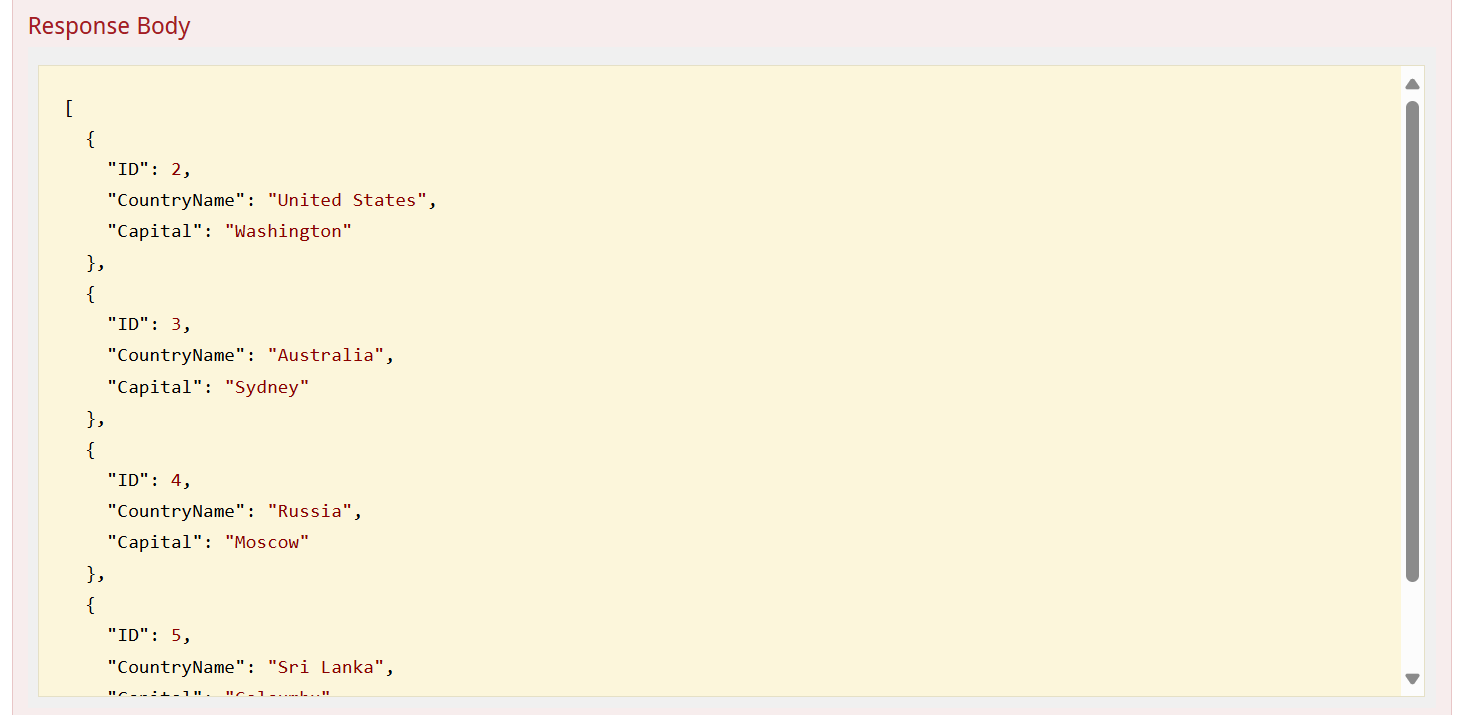 Response Body
[
{
"ID": 2,
"CountryName": "United States",
"Capital": "Washington"
},
{
"ID": 3,
"CountryName": "Australia",
"Capital": "Sydney"
},
{
"ID": 4,
"CountryName": "Russia",
"Capital": "Moscow"
},
{
"ID": 5,
"CountryName": "Sri Lanka",
"Capital":